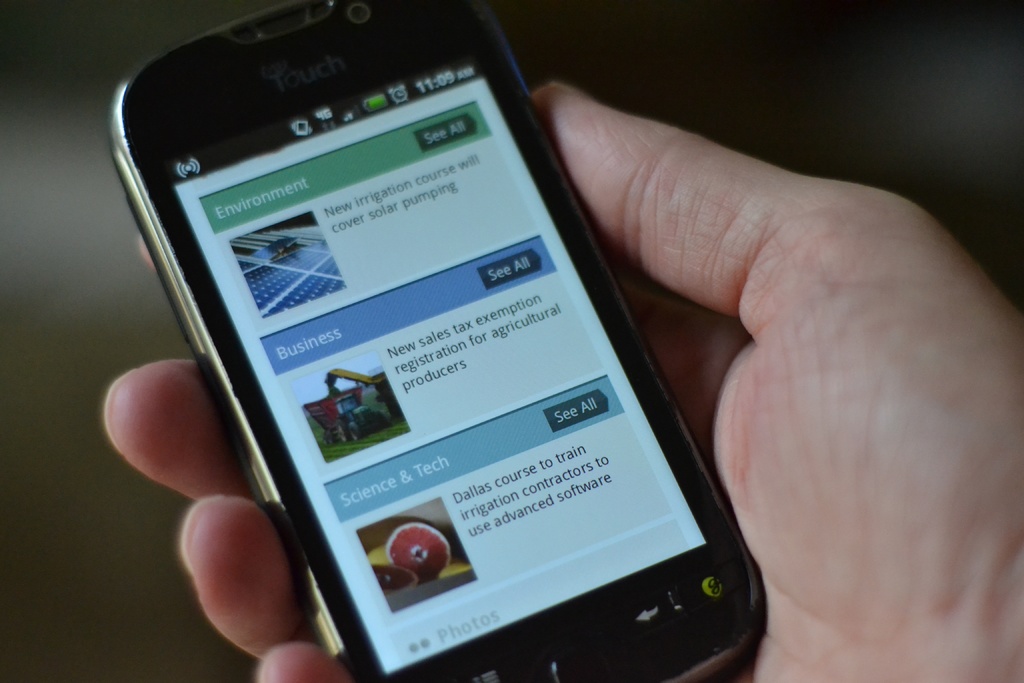 my Touch
4G 11:09 AM
Environment See All
New irrigation course will
cover solar pumping
Business See All
New sales tax exemption
registration for agricultural
producers
Science & Tech See All
Dallas course to train
irrigation contractors to
use advanced software
Photos
g